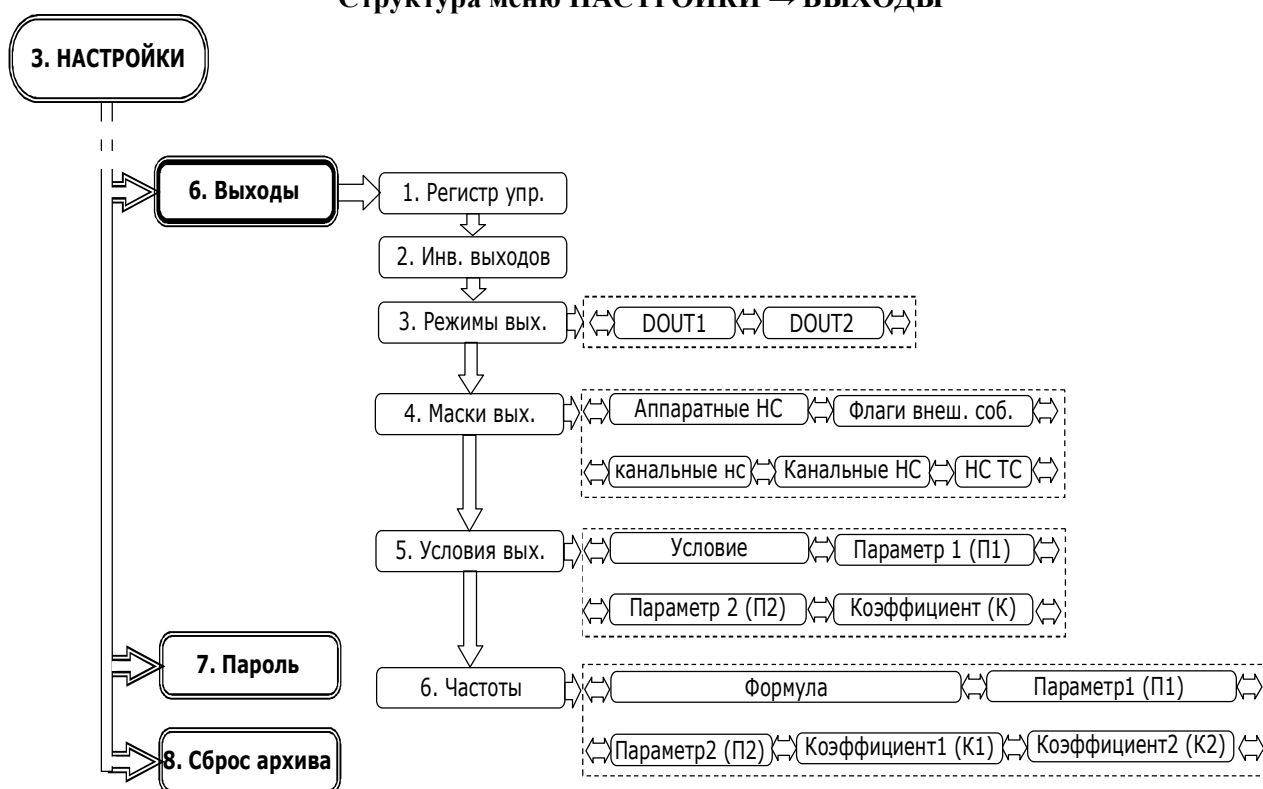 Структура меню НАСТРОЙКИ → ВЫХОДЫ
3. НАСТРОЙКИ
6. Выходы
1. Регистр упр.
2. Инв. выходов
3. Режимы вых.
DOUT1
DOUT2
4. Маски вых.
Аппаратные НС
Флаги внеш. соб.
канальные нс
Канальные НС
НС ТС
5. Условия вых.
Условие
Параметр 1 (П1)
Параметр 2 (П2)
Коэффициент (К)
7. Пароль
6. Частоты
Формула
Параметр1 (П1)
8. Сброс архива
Параметр2 (П2)
Коэффициент1 (К1)
Коэффициент2 (К2)